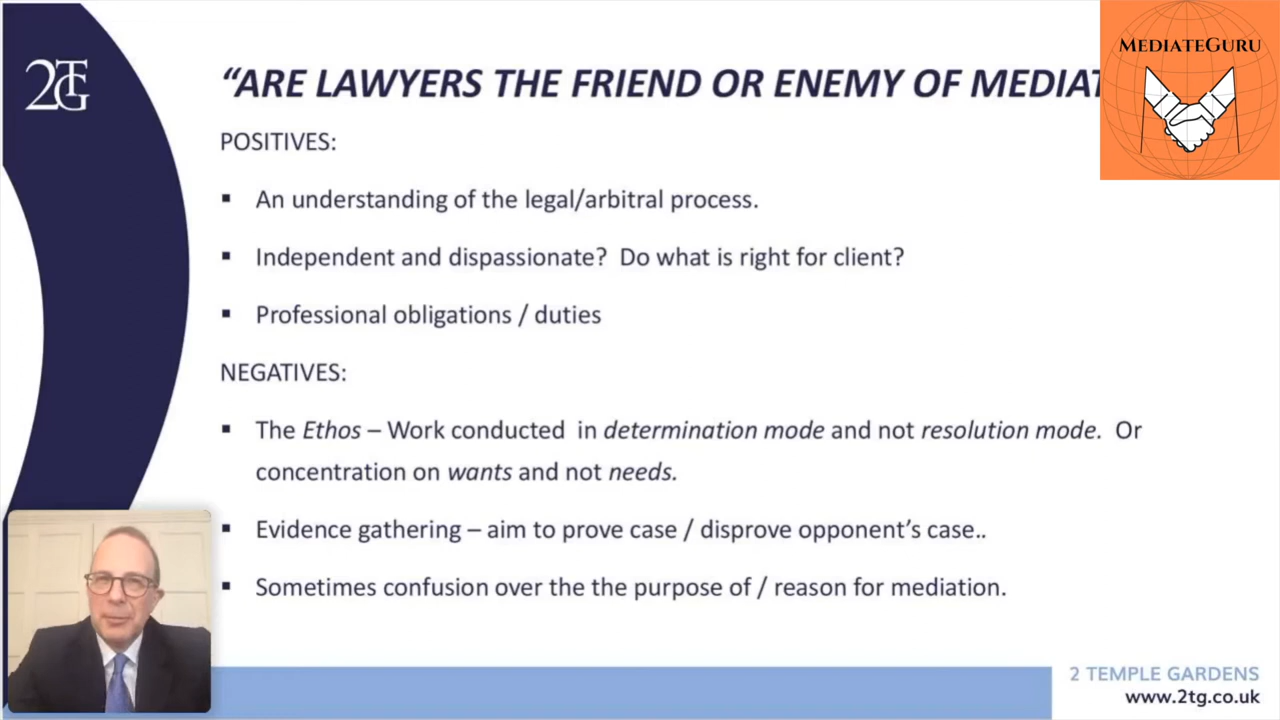 2TG
“ARE LAWYERS THE FRIEND OR ENEMY OF
MEDIATEGURU
POSITIVES:
▪ An understanding of the legal/arbitral process.
▪ Independent and dispassionate? Do what is right for client?
▪ Professional obligations / duties
NEGATIVES:
▪ The Ethos – Work conducted in determination mode and not resolution mode. Or
concentration on wants and not needs.
▪ Evidence gathering – aim to prove case / disprove opponent’s case..
▪ Sometimes confusion over the the purpose of / reason for mediation.
2 TEMPLE GARDENS
www.2tg.co.uk